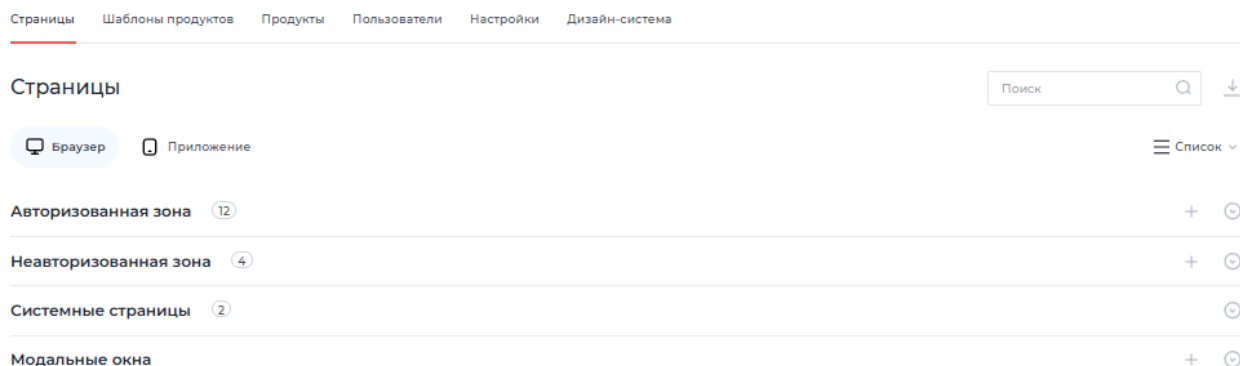 Страницы Шаблоны продуктов Продукты Пользователи Настройки Дизайн-система
Страницы Поиск
Браузер Приложение Список
Авторизованная зона 12
Неавторизованная зона 4
Системные страницы 2
Модальные окна